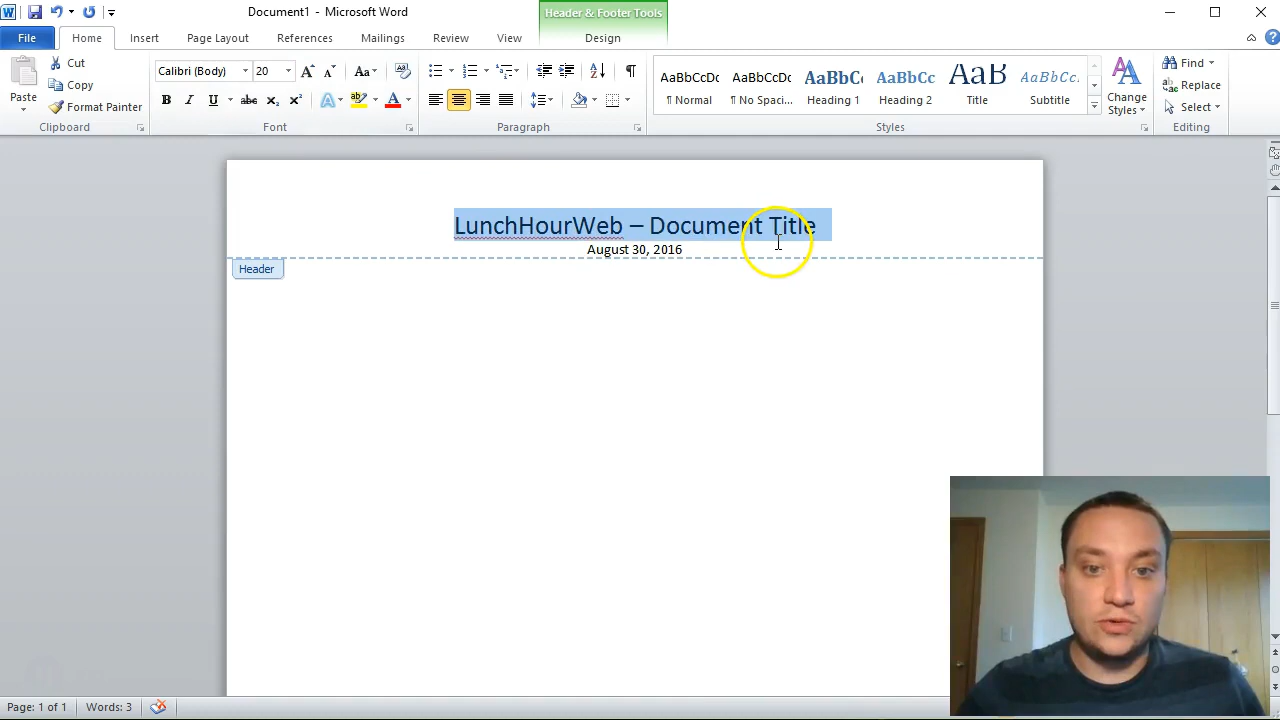 Document1 - Microsoft Word
Header & Footer Tools
File Home Insert Page Layout References Mailings Review View Design
Paste
Cut
Copy
Format Painter
Clipboard
Calibri (Body) 20
Font
Paragraph
AaBbCcDc AaBbCcDc AaBbC AaBbCc AaB AaBbCc.
¶ Normal ¶ No Spaci... Heading 1 Heading 2 Title Subtitle
Change Styles
Styles
Find
Replace
Select
Editing
LunchHourWeb – Document Title
August 30, 2016
Header
Page: 1 of 1 Words: 3